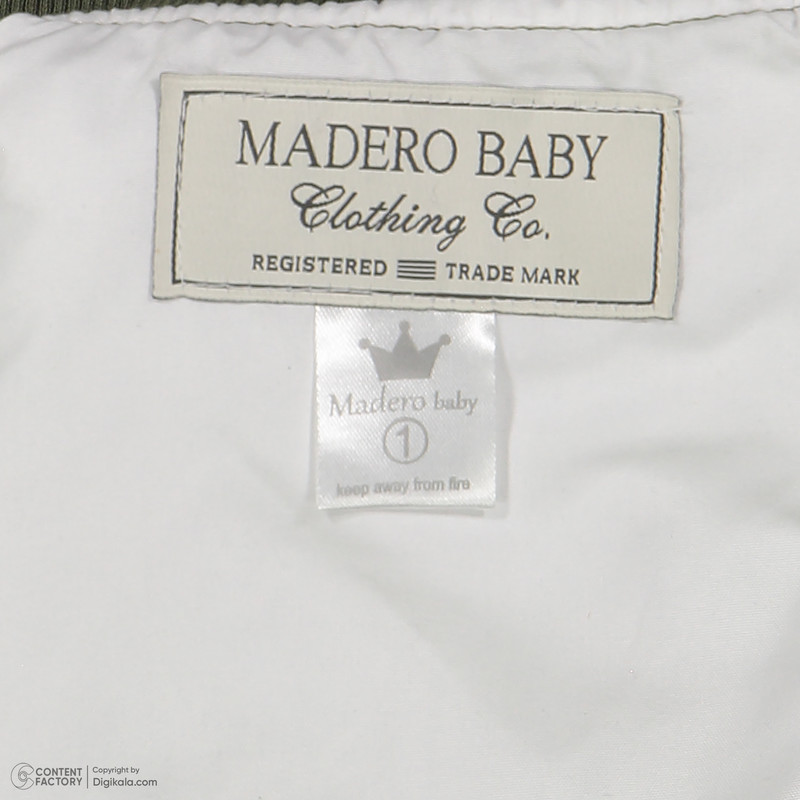 MADERO BABY
Clothing Co.
REGISTERED TRADE MARK
Madero baby
1
keep away from fire
CONTENT FACTORY
Copyright by
Digikala.com